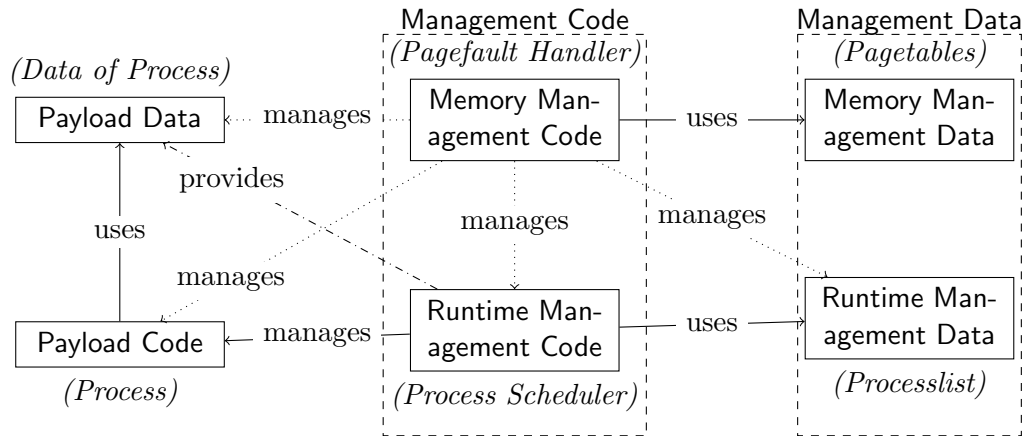 Management Code
Management Data
(Pagefault Handler)
(Pagetables)
(Data of Process)
Payload Data
manages
Memory Man-
agement Code
uses
Memory Man-
agement Data
provides
uses
manages
manages
manages
Payload Code
manages
Runtime Man-
agement Code
uses
Runtime Man-
agement Data
(Process)
(Process Scheduler)
(Processlist)